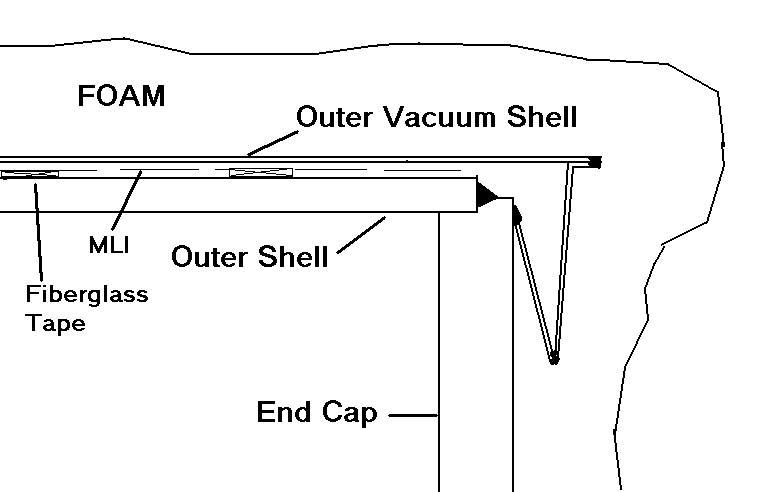 FOAM
Outer Vacuum Shell
MLI
Outer Shell
Fiberglass
Tape
End Cap